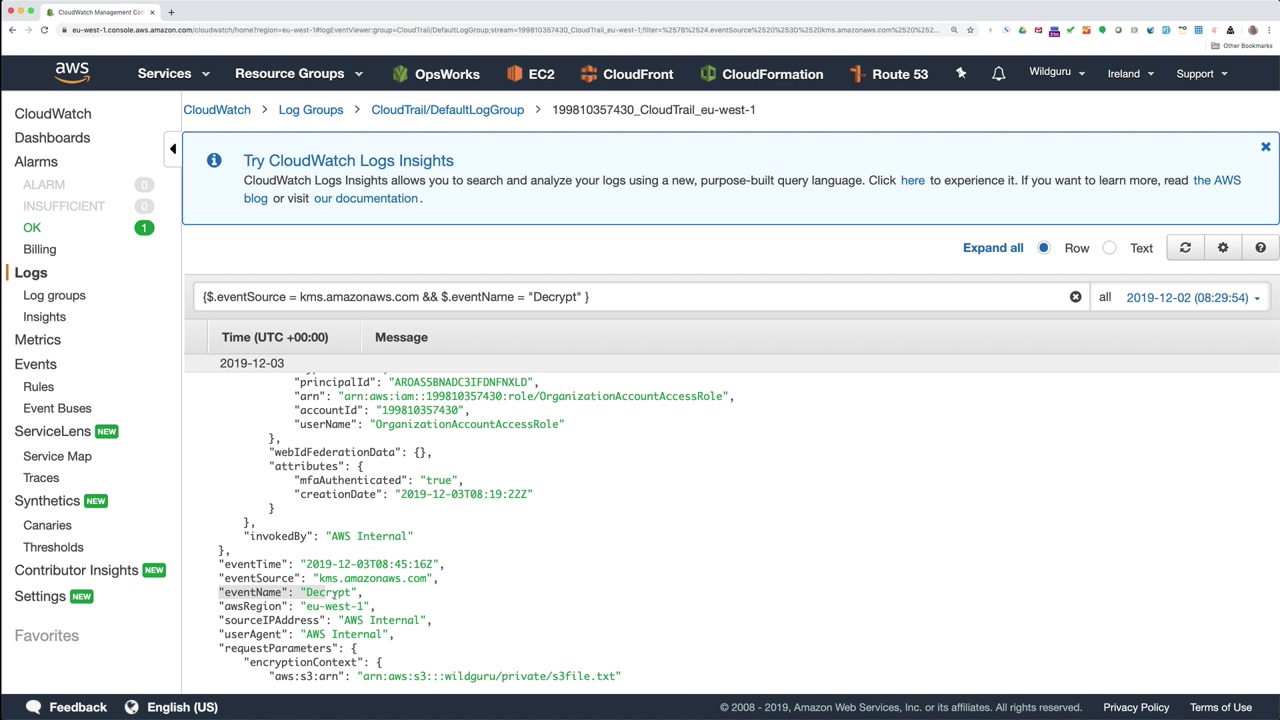 CloudWatch Management Con
eu-west-1.console.aws.amazon.com/cloudwatch/home?region=eu-west-1#logEventViewer:group=CloudTrail/DefaultLogGroup;stream=199810357430_CloudTrail_eu-west-1;filter=%257B%2524.eventSource%2520%253D%2520kms.amazonaws.com%2520%252...
Other Bookmarks
aws
Services
Resource Groups
OpsWorks
EC2
CloudFront
CloudFormation
Route 53
Wildguru
Ireland
Support
CloudWatch
Dashboards
Alarms
ALARM 0
INSUFFICIENT 0
OK 1
Billing
Logs
Log groups
Insights
Metrics
Events
Rules
Event Buses
ServiceLens NEW
Service Map
Traces
Synthetics NEW
Canaries
Thresholds
Contributor Insights NEW
Settings NEW
Favorites
CloudWatch > Log Groups > CloudTrail/DefaultLogGroup > 199810357430_CloudTrail_eu-west-1
Try CloudWatch Logs Insights
CloudWatch Logs Insights allows you to search and analyze your logs using a new, purpose-built query language. Click here to experience it. If you want to learn more, read the AWS
blog or visit our documentation.
Expand all Row Text
{$.eventSource = kms.amazonaws.com && $.eventName = "Decrypt" }
all 2019-12-02 (08:29:54)
Time (UTC +00:00) Message
2019-12-03
"principalId": "AROAS5BNADC3IFDNFNXLD",
"arn": "arn:aws:iam::199810357430:role/OrganizationAccountAccessRole",
"accountId": "199810357430",
"userName": "OrganizationAccountAccessRole"
},
"webIdFederationData": {},
"attributes": {
"mfaAuthenticated": "true",
"creationDate": "2019-12-03T08:19:22Z"
}
},
"invokedBy": "AWS Internal"
},
"eventTime": "2019-12-03T08:45:16Z",
"eventSource": "kms.amazonaws.com",
"eventName": "Decrypt",
"awsRegion": "eu-west-1",
"sourceIPAddress": "AWS Internal",
"userAgent": "AWS Internal",
"requestParameters": {
"encryptionContext": {
"aws:s3:arn": "arn:aws:s3:::wildguru/private/s3file.txt"
Feedback
English (US)
© 2008 - 2019, Amazon Web Services, Inc. or its affiliates. All rights reserved.
Privacy Policy
Terms of Use